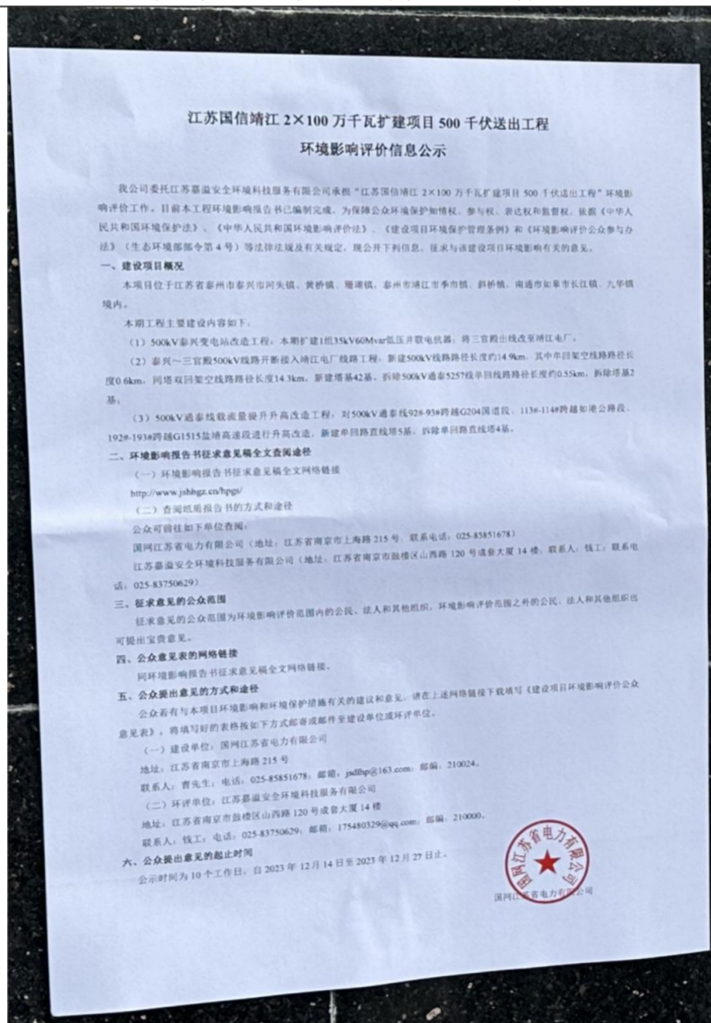 江苏国信靖江 2×100 万千瓦扩建项目 500 千伏送出工程
环境影响评价信息公示
我公司委托江苏嘉溢安全环境科技服务有限公司承担“江苏国信靖江 2×100 万千瓦扩建项目 500 千伏送出工程”环境影
响评价工作。目前本工程环境影响报告书已编制完成。为保障公众环境保护知情权、参与权、表达权和监督权，依据《中华人
民共和国环境保护法》、《中华人民共和国环境影响评价法》、《建设项目环境保护管理条例》和《环境影响评价公众参与办
法》（生态环境部部令第 4 号）等法律法规及有关规定，现公开下列信息，征求与该建设项目环境影响有关的意见。
一、建设项目概况
本项目位于江苏省泰州市泰兴市河失镇、黄桥镇、珊瑚镇，泰州市靖江市季市镇、斜桥镇，南通市如皋市长江镇、九华镇
境内。
本期工程主要建设内容如下：
（1）500kV泰兴变电站改造工程：本期扩建1组35kV60Mvar低压并联电抗器，将三官殿出线改至靖江电厂。
（2）泰兴～三官殿500kV线路开断接入靖江电厂线路工程：新建500kV线路路径长度约14.9km，其中单回架空线路路径长
度0.6km，同塔双回架空线路路径长度14.3km。新建塔基42基。拆除500kV通泰5257线单回线路路径长度约0.55km，拆除塔基2
基；
（3）500kV通泰线载流量提升升高改造工程：对500kV通泰线92#-93#跨越G204国道段、113#-114#跨越如港公路段、
192#-193#跨越G1515盐靖高速段进行升高改造，新建单回路直线塔5基，拆除单回路直线塔4基。
二、环境影响报告书征求意见稿全文查阅途径
（一）环境影响报告书征求意见稿全文网络链接
http://www.jshbgz.cn/hpgs/
（二）查阅纸质报告书的方式和途径
公众可前往如下单位查阅：
国网江苏省电力有限公司（地址：江苏省南京市上海路 215 号，联系电话：025-85851678）
江苏嘉溢安全环境科技服务有限公司（地址：江苏省南京市鼓楼区山西路 120 号成套大厦 14 楼，联系人：钱工，联系电
话：025-83750629）
三、征求意见的公众范围
征求意见的公众范围为环境影响评价范围内的公民、法人和其他组织，环境影响评价范围之外的公民、法人和其他组织也
可提出宝贵意见。
四、公众意见表的网络链接
同环境影响报告书征求意见稿全文网络链接。
五、公众提出意见的方式和途径
公众若有与本项目环境影响和环境保护措施有关的建议和意见，请在上述网络链接下载填写《建设项目环境影响评价公众
意见表》，将填写好的表格按如下方式邮寄或邮件至建设单位或环评单位。
（一）建设单位：国网江苏省电力有限公司
地址：江苏省南京市上海路 215 号
联系人：曹先生；电话：025-85851678；邮箱：jsdlhp@163.com；邮编：210024。
（二）环评单位：江苏嘉溢安全环境科技服务有限公司
地址：江苏省南京市鼓楼区山西路 120 号成套大厦 14 楼
联系人：钱工；电话：025-83750629；邮箱：175480329@qq.com；邮编：210000。
六、公众提出意见的起止时间
公示时间为 10 个工作日，自 2023 年 12 月 14 日至 2023 年 12 月 27 日止。
国网江苏省电力有限公司
国网江苏省电力有限公司